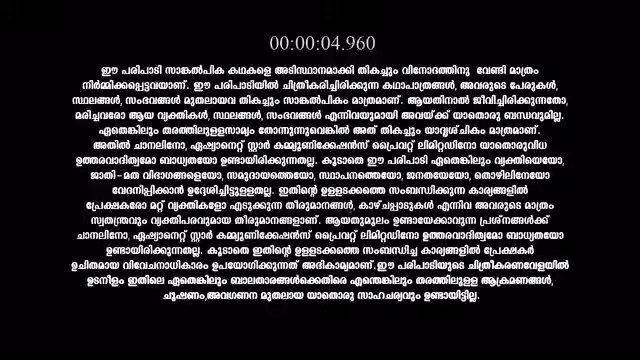 00:00:04.960
ഈ പരിപാടി സാങ്കൽപിക കഥകളെ അടിസ്ഥാനമാക്കി തികച്ചും വിനോദത്തിനു വേണ്ടി മാത്രം
നിർമ്മിക്കപ്പെട്ടവയാണ്. ഈ പരിപാടിയിൽ ചിത്രീകരിച്ചിരിക്കുന്ന കഥാപാത്രങ്ങൾ, അവരുടെ പേരുകൾ,
സ്ഥലങ്ങൾ, സംഭവങ്ങൾ മുതലായവ തികച്ചും സാങ്കൽപികം മാത്രമാണ്. ആയതിനാൽ ജീവിച്ചിരിക്കുന്നതോ,
മരിച്ചവരോ ആയ വ്യക്തികൾ, സ്ഥലങ്ങൾ, സംഭവങ്ങൾ എന്നിവയുമായി അവയ്ക്ക് യാതൊരു ബന്ധവുമില്ല.
ഏതെങ്കിലും തരത്തിലുളളസാമ്യം തോന്നുന്നുവെങ്കിൽ അത് തികച്ചും യാദൃശ്ചികം മാത്രമാണ്.
അതിൽ ചാനലിനോ, ഏഷ്യാനെറ്റ് സ്റ്റാർ കമ്മ്യൂണിക്കേഷൻസ് പ്രൈവറ്റ് ലിമിറ്റഡിനോ യാതൊരുവിധ
ഉത്തരവാദിത്വമോ ബാധ്യതയോ ഉണ്ടായിരിക്കുന്നതല്ല. കൂടാതെ ഈ പരിപാടി ഏതെങ്കിലും വ്യക്തിയെയോ,
ജാതി-മത വിഭാഗങ്ങളെയോ, സമുദായത്തെയോ, സ്ഥാപനത്തെയോ, ജനതയേയോ, തൊഴിലിനേയോ
വേദനിപ്പിക്കാൻ ഉദ്ദേശിച്ചിട്ടുളളതല്ല. ഇതിന്റെ ഉളളടക്കത്തെ സംബന്ധിക്കുന്ന കാര്യങ്ങളിൽ
പ്രേക്ഷകരോ മറ്റ് വ്യക്തികളോ എടുക്കുന്ന തീരുമാനങ്ങൾ, കാഴ്ചപ്പാടുകൾ എന്നിവ അവരുടെ മാത്രം
സ്വതന്ത്രവും വ്യക്തിപരവുമായ തീരുമാനങ്ങളാണ്. ആയതുമൂലം ഉണ്ടായേക്കാവുന്ന പ്രശ്നങ്ങൾക്ക്
ചാനലിനോ, ഏഷ്യാനെറ്റ് സ്റ്റാർ കമ്മ്യൂണിക്കേഷൻസ് പ്രൈവറ്റ് ലിമിറ്റഡിനോ ഉത്തരവാദിത്വമോ ബാധ്യതയോ
ഉണ്ടായിരിക്കുന്നതല്ല. കൂടാതെ ഇതിന്റെ ഉളളടക്കത്തെ സംബന്ധിച്ച കാര്യങ്ങളിൽ പ്രേക്ഷകർ
ഉചിതമായ വിവേചനാധികാരം ഉപയോഗിക്കുന്നത് അഭികാമ്യമാണ്.ഈ പരിപാടിയുടെ ചിത്രീകരണവേളയിൽ
ഉടനീളം ഇതിലെ ഏതെങ്കിലും ബാലതാരങ്ങൾക്കെതിരെ എന്തെങ്കിലും തരത്തിലുളള ആക്രമണങ്ങൾ,
ചൂഷണം,അവഗണന മുതലായ യാതൊരു സാഹചര്യവും ഉണ്ടായിട്ടില്ല.